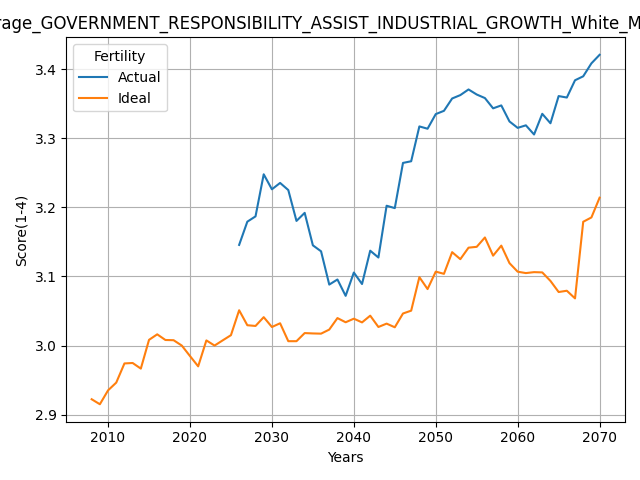 rage_GOVERNMENT_RESPONSIBILITY_ASSIST_INDUSTRIAL_GROWTH_White_M
Fertility
Actual
Ideal
Score(1-4)
3.4
3.3
3.2
3.1
3.0
2.9
2010 2020 2030 2040 2050 2060 2070
Years